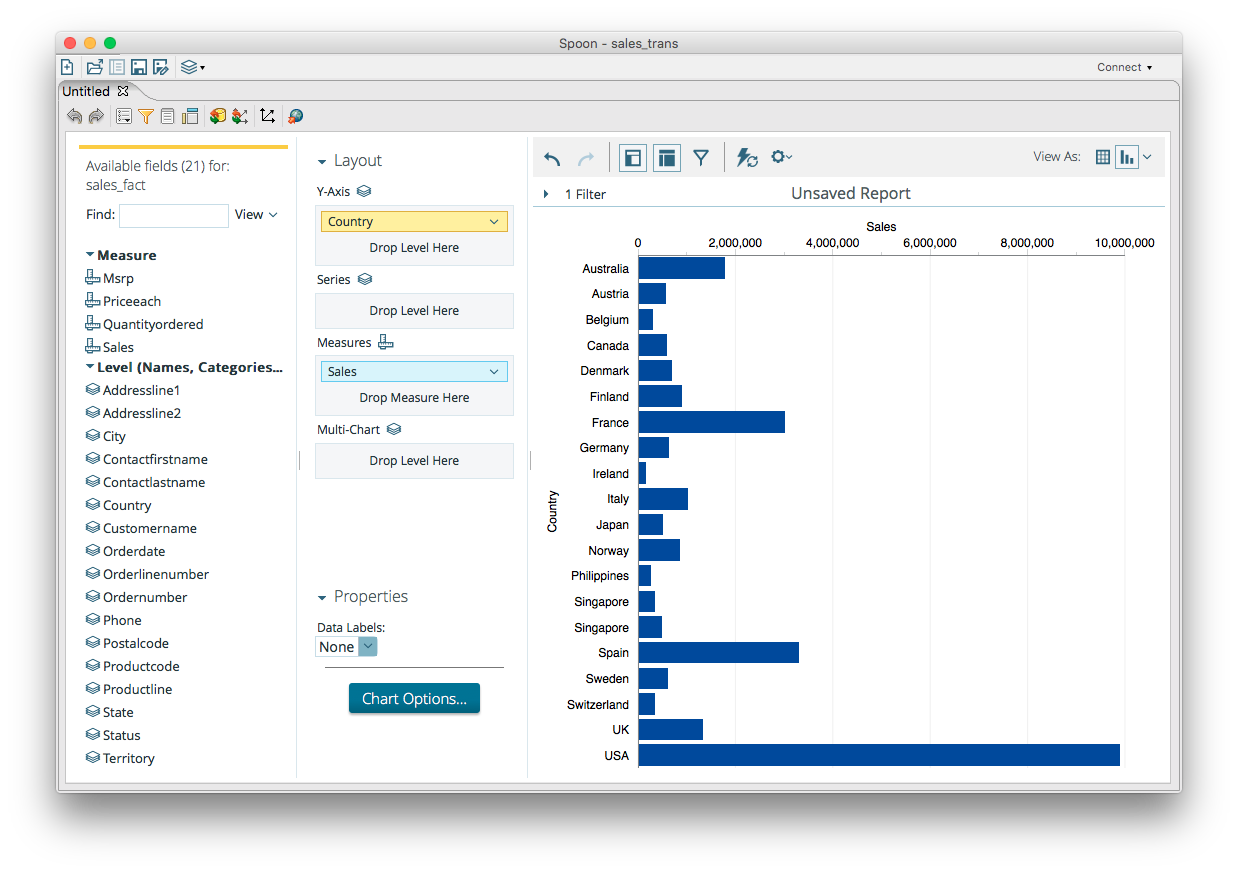 Spoon - sales_trans
Connect
Untitled
Available fields (21) for:
sales_fact
Find:
View
Measure
Msrp
Priceeach
Quantityordered
Sales
Level (Names, Categories...
Addressline1
Addressline2
City
Contactfirstname
Contactlastname
Country
Customername
Orderdate
Orderlinenumber
Ordernumber
Phone
Postalcode
Productcode
Productline
State
Status
Territory
Layout
Y-Axis
Country
Drop Level Here
Series
Drop Level Here
Measures
Sales
Drop Measure Here
Multi-Chart
Drop Level Here
Properties
Data Labels:
None
Chart Options...
View As:
1 Filter
Unsaved Report
Sales
0 2,000,000 4,000,000 6,000,000 8,000,000 10,000,000
Country
Australia
Austria
Belgium
Canada
Denmark
Finland
France
Germany
Ireland
Italy
Japan
Norway
Philippines
Singapore
Singapore
Spain
Sweden
Switzerland
UK
USA